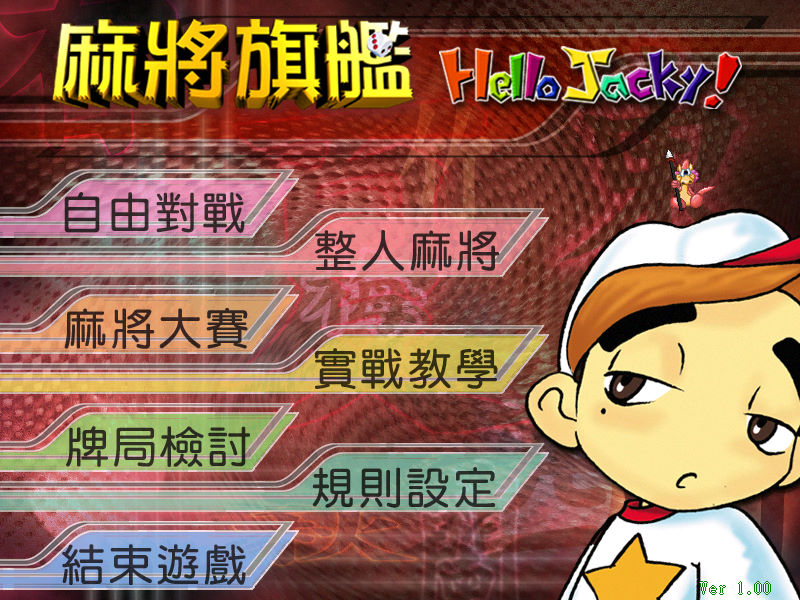 麻將旗艦 Hello Jacky!
自由對戰
整人麻將
麻將大賽
實戰教學
牌局檢討
規則設定
結束遊戲
Ver 1.00